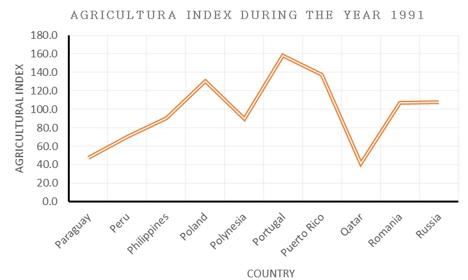 AGRICULTURA INDEX DURING THE YEAR 1991
AGRICULTURAL INDEX
180.0
160.0
140.0
120.0
100.0
80.0
60.0
40.0
20.0
0.0
Paraguay
Peru
Philippines
Poland
Polynesia
Portugal
Puerto Rico
Qatar
Romania
Russia
COUNTRY